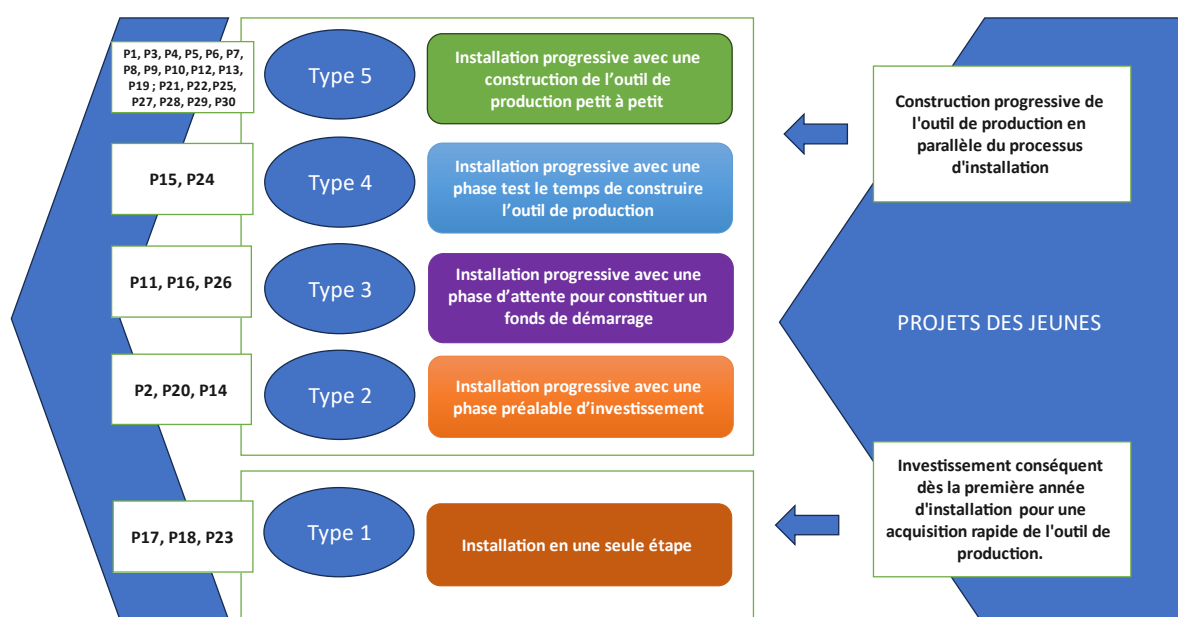 P1, P3, P4, P5, P6, P7,
P8, P9, P10, P12, P13,
P19 ; P21, P22,P25,
P27, P28, P29, P30
Type 5
Installation progressive avec une
construction de l’outil de
production petit à petit
P15, P24
Type 4
Installation progressive avec une
phase test le temps de construire
l’outil de production
P11, P16, P26
Type 3
Installation progressive avec une
phase d’attente pour constituer un
fonds de démarrage
P2, P20, P14
Type 2
Installation progressive avec une
phase préalable d’investissement
P17, P18, P23
Type 1
Installation en une seule étape
Construction progressive de
l'outil de production en
parallèle du processus
d'installation
PROJETS DES JEUNES
Investissement conséquent
dès la première année
d'installation pour une
acquisition rapide de l'outil de
production.